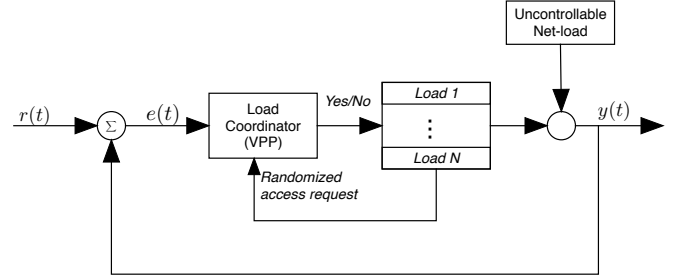 Uncontrollable
Net-load
r(t)
Σ
e(t)
Load
Coordinator
(VPP)
Yes/No
Load 1
⋮
Load N
y(t)
Randomized
access request